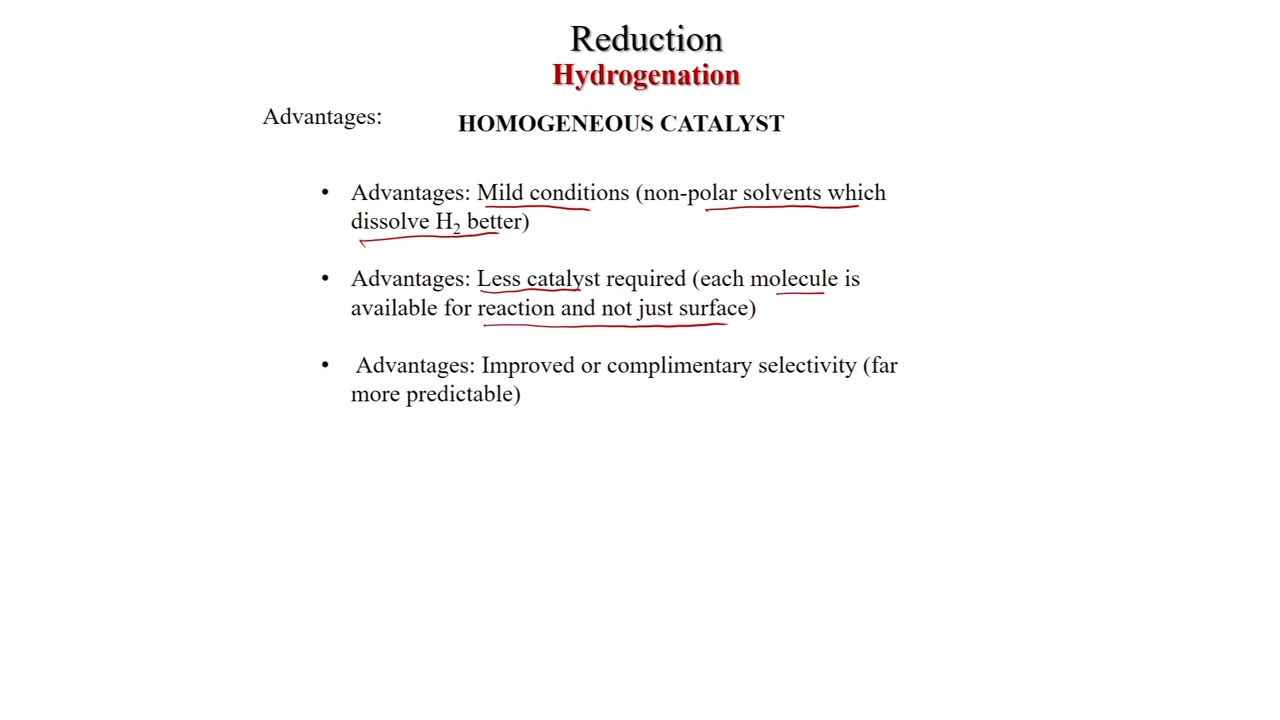 Reduction
Hydrogenation
Advantages:
HOMOGENEOUS CATALYST
• Advantages: Mild conditions (non-polar solvents which
dissolve H₂ better)
• Advantages: Less catalyst required (each molecule is
available for reaction and not just surface)
• Advantages: Improved or complimentary selectivity (far
more predictable)